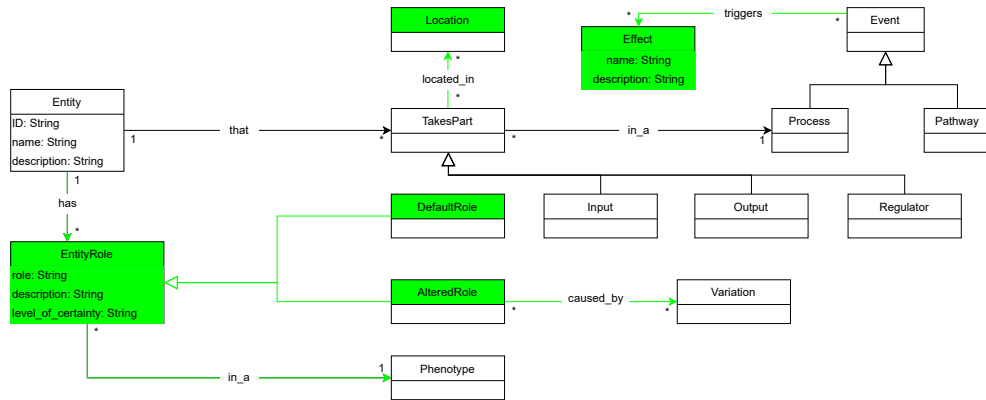 Location
triggers
Event
*
*
Effect
name: String
description: String
*
located_in
*
Entity
ID: String
name: String
description: String
1
that
*
TakesPart
*
in_a
1
Process
Pathway
1
has
*
DefaultRole
Input
Output
Regulator
EntityRole
role: String
description: String
level_of_certainty: String
*
AlteredRole
*
caused_by
*
Variation
in_a
1
Phenotype